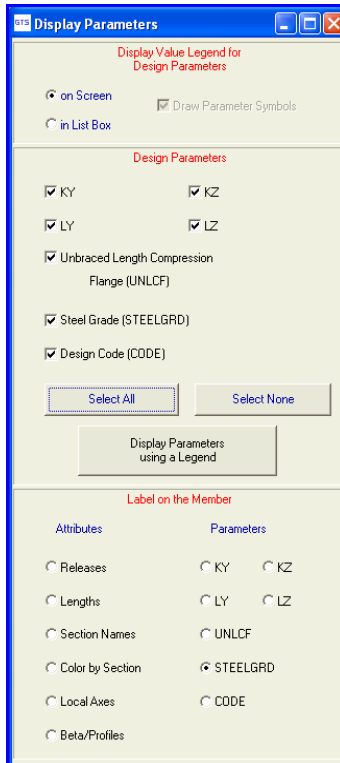 GTS Display Parameters
Display Value Legend for
Design Parameters
on Screen
Draw Parameter Symbols
in List Box
Design Parameters
KY KZ
LY LZ
Unbraced Length Compression
Flange (UNLCF)
Steel Grade (STEELGRD)
Design Code (CODE)
Select All Select None
Display Parameters
using a Legend
Label on the Member
Attributes Parameters
Releases KY KZ
Lengths LY LZ
Section Names UNLCF
Color by Section STEELGRD
Local Axes CODE
Beta/Profiles